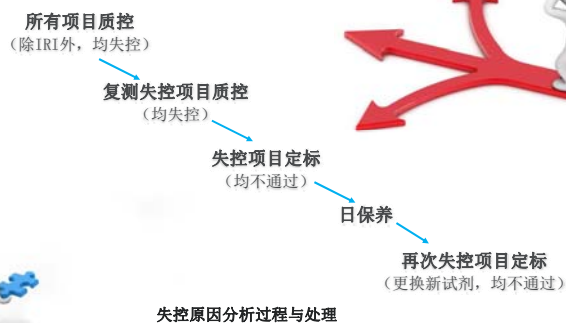 所有项目质控
（除IRI外，均失控）
复测失控项目质控
（均失控）
失控项目定标
（均不通过）
日保养
再次失控项目定标
（更换新试剂，均不通过）
失控原因分析过程与处理